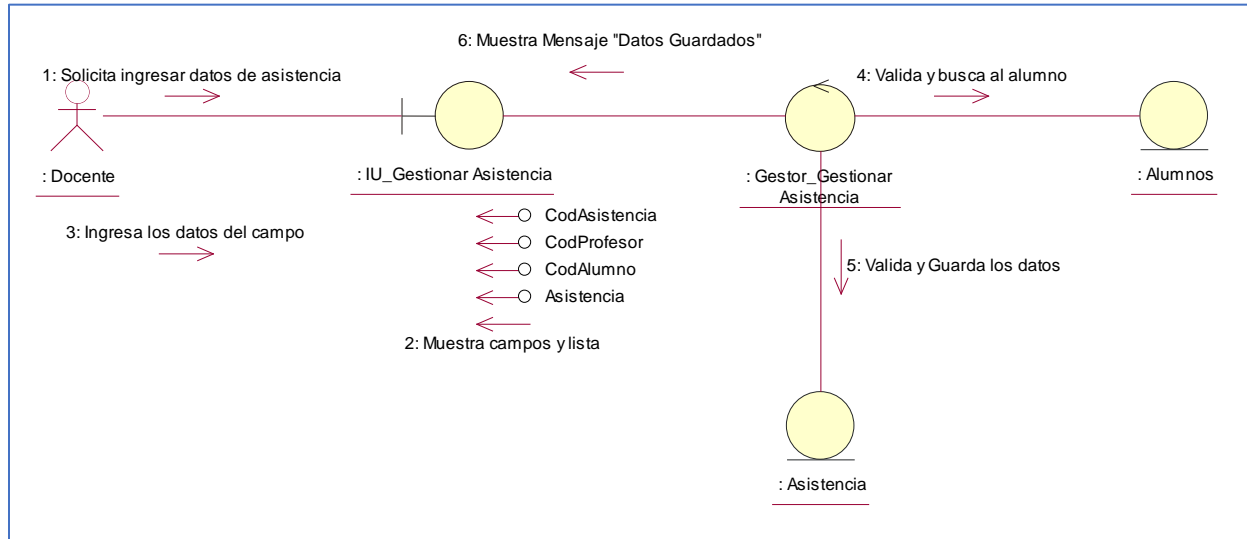 6: Muestra Mensaje "Datos Guardados"
1: Solicita ingresar datos de asistencia
4: Valida y busca al alumno
: Docente
: IU_Gestionar Asistencia
: Gestor_Gestionar
Asistencia
: Alumnos
3: Ingresa los datos del campo
CodAsistencia
CodProfesor
CodAlumno
Asistencia
2: Muestra campos y lista
5: Valida y Guarda los datos
: Asistencia